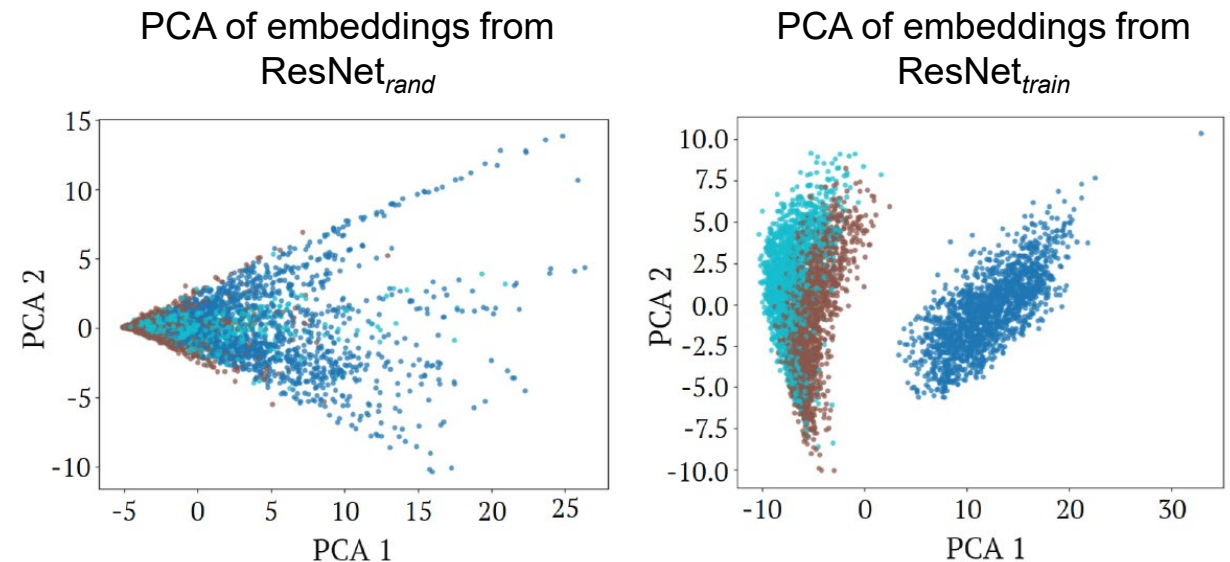 PCA of embeddings from
ResNet_rand
15
10
5
0
-5
-10
-5 0 5 10 15 20 25
PCA 1
PCA 2
PCA of embeddings from
ResNet_train
10.0
7.5
5.0
2.5
0.0
-2.5
-5.0
-7.5
-10.0
-10 0 10 20 30
PCA 1
PCA 2